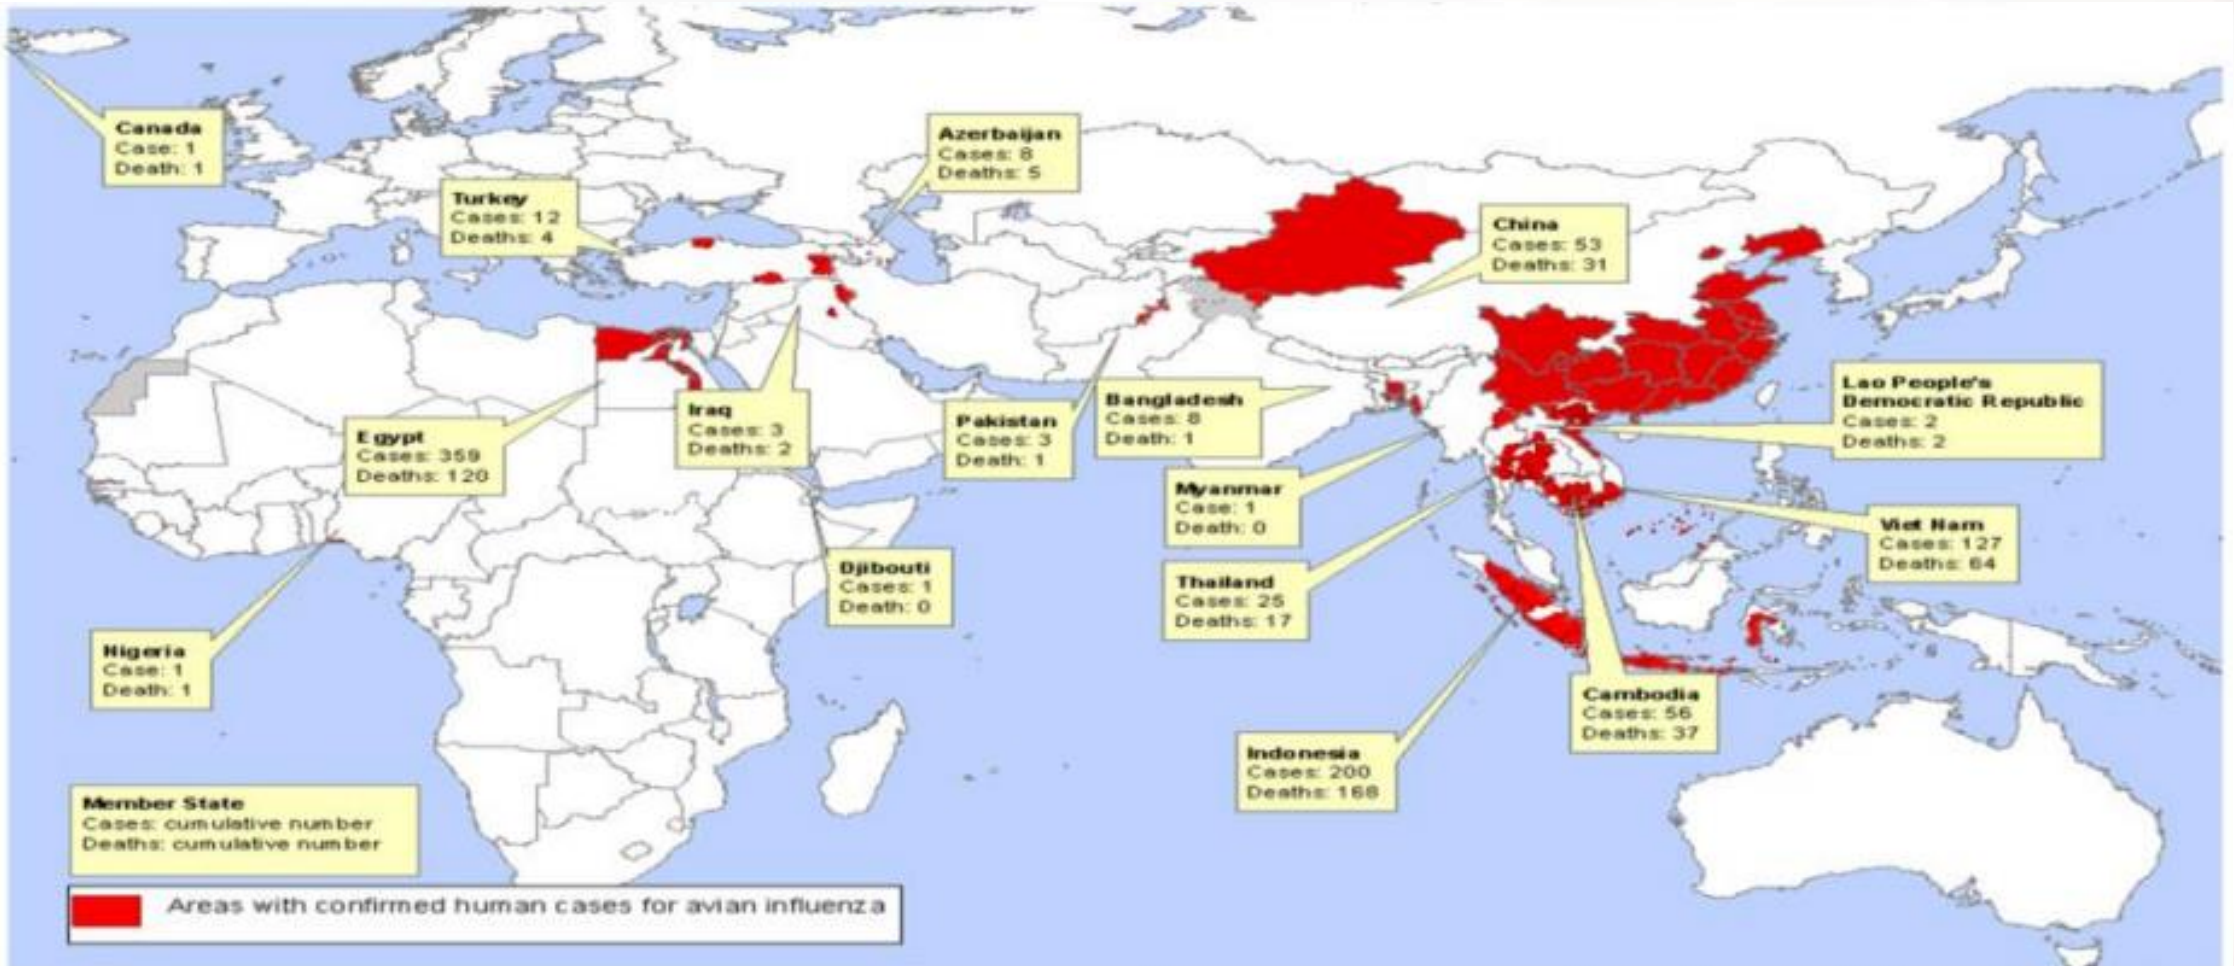 Canada
Case: 1
Death: 1
Azerbaijan
Cases: 8
Deaths: 5
Turkey
Cases: 12
Deaths: 4
China
Cases: 53
Deaths: 31
Lao People's
Democratic Republic
Cases: 2
Deaths: 2
Egypt
Cases: 359
Deaths: 120
Iraq
Cases: 3
Deaths: 2
Pakistan
Cases: 3
Death: 1
Bangladesh
Cases: 8
Death: 1
Myanmar
Case: 1
Death: 0
Viet Nam
Cases: 127
Deaths: 64
Djibouti
Cases: 1
Death: 0
Thailand
Cases: 25
Deaths: 17
Nigeria
Case: 1
Death: 1
Cambodia
Cases: 56
Deaths: 37
Indonesia
Cases: 200
Deaths: 168
Member State
Cases: cumulative number
Deaths: cumulative number
Areas with confirmed human cases for avian influenza